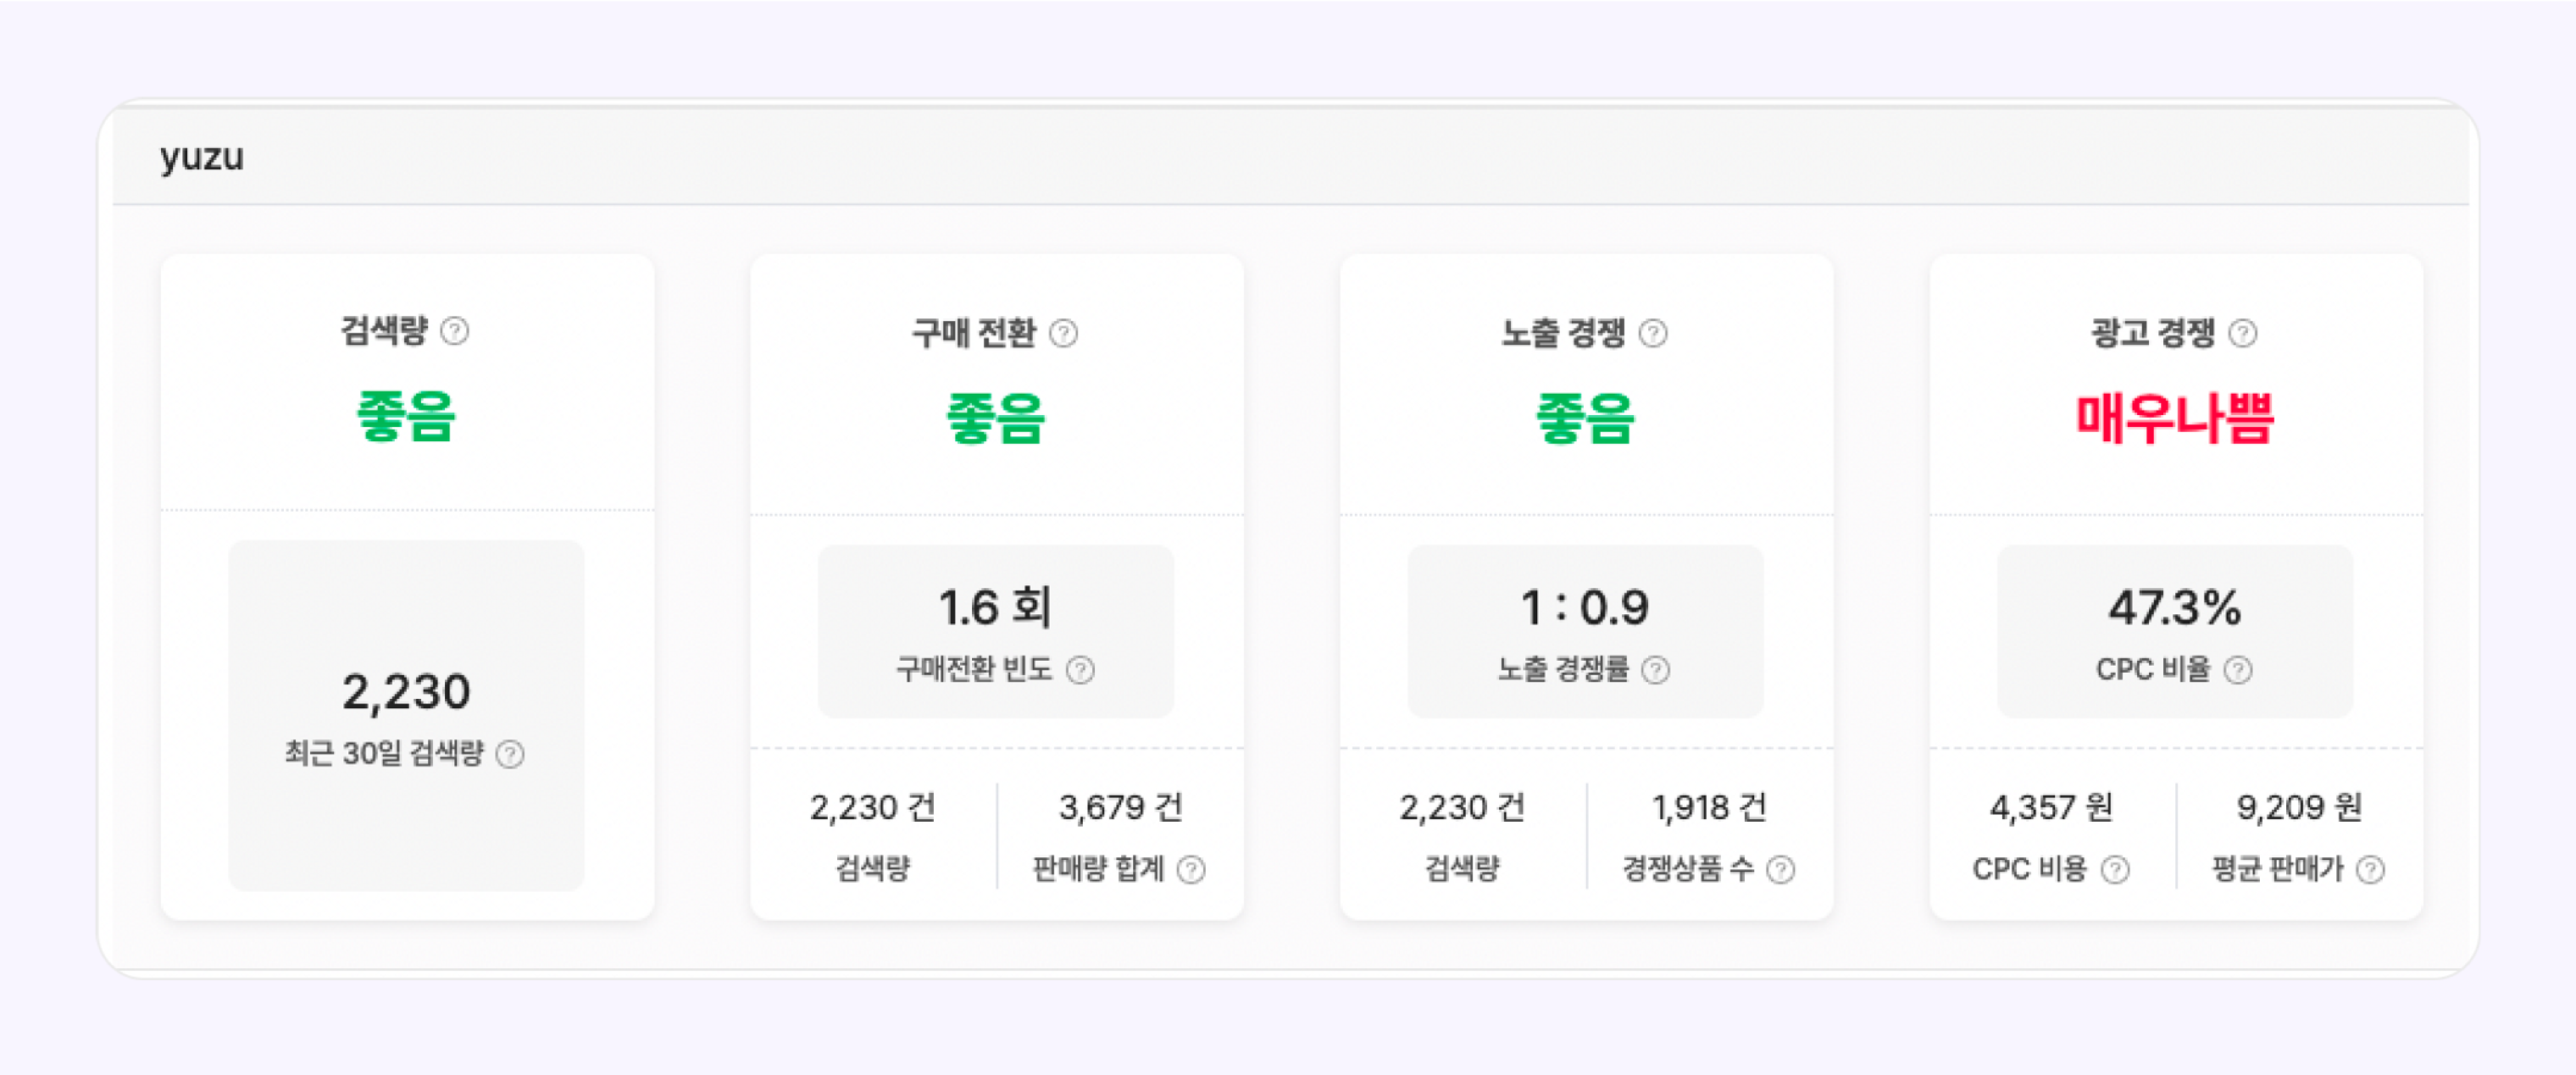 yuzu
검색량
좋음
2,230
최근 30일 검색량
구매 전환
좋음
1.6 회
구매전환 빈도
2,230 건
검색량
3,679 건
판매량 합계
노출 경쟁
좋음
1 : 0.9
노출 경쟁률
2,230 건
검색량
1,918 건
경쟁상품 수
광고 경쟁
매우나쁨
47.3%
CPC 비율
4,357 원
CPC 비용
9,209 원
평균 판매가